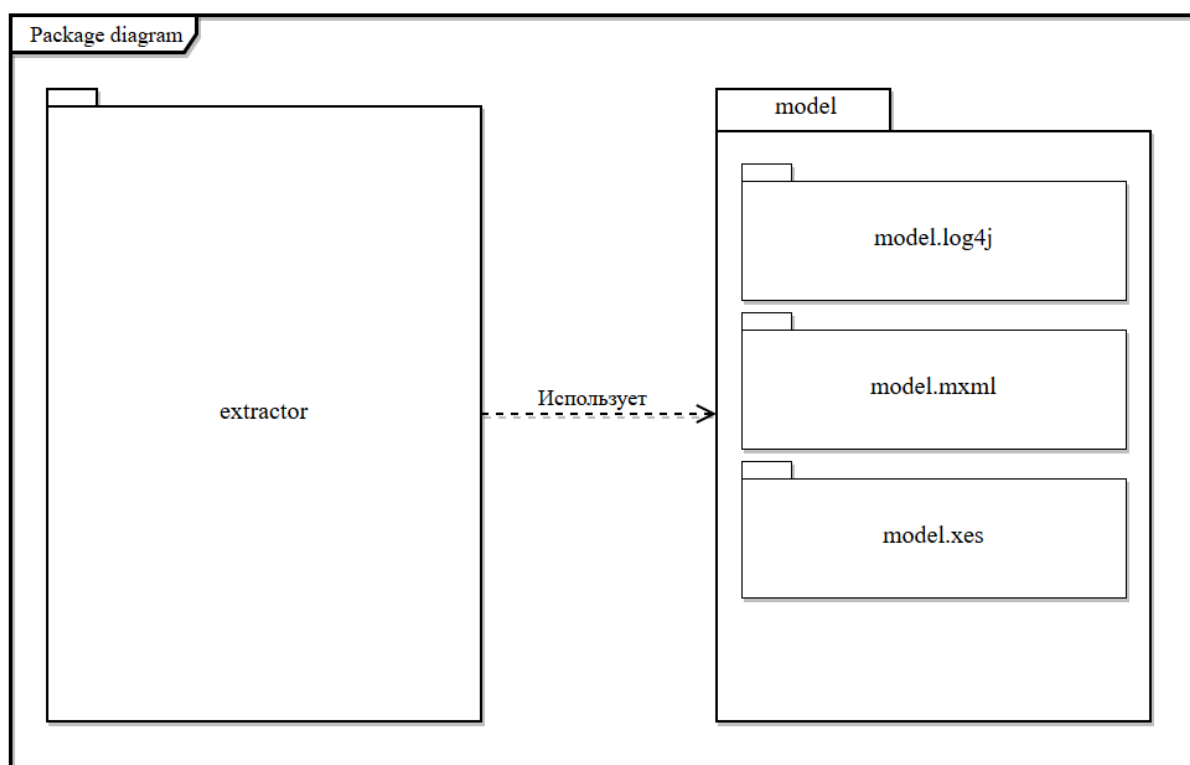 Package diagram
model
model.log4j
model.mxml
Использует
extractor
model.xes